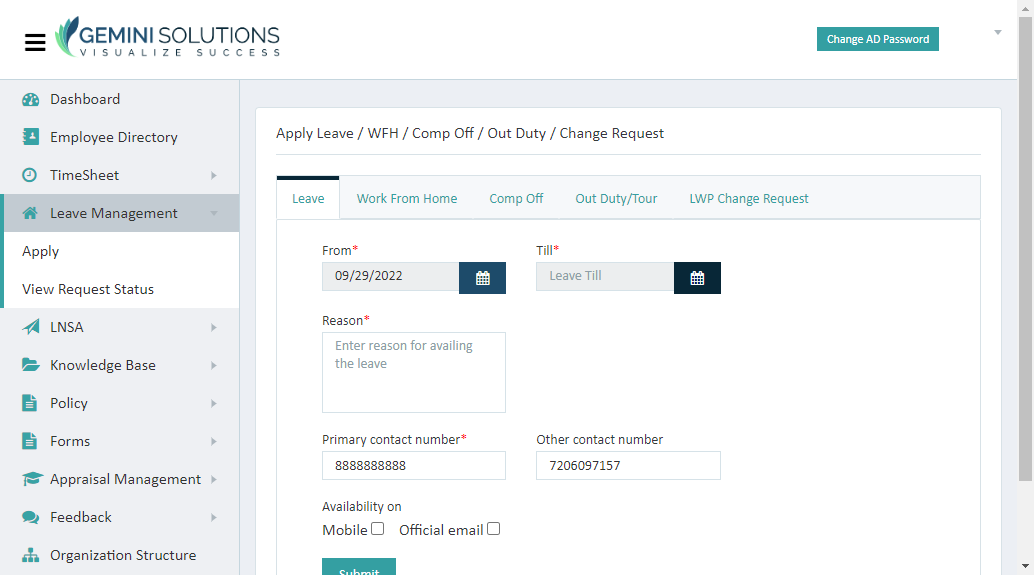 GEMINI SOLUTIONS
VISUALIZE SUCCESS
Change AD Password
Dashboard
Employee Directory
TimeSheet
Leave Management
Apply
View Request Status
LNSA
Knowledge Base
Policy
Forms
Appraisal Management
Feedback
Organization Structure
Apply Leave / WFH / Comp Off / Out Duty / Change Request
Leave Work From Home Comp Off Out Duty/Tour LWP Change Request
From* Till*
09/29/2022 Leave Till
Reason*
Enter reason for availing
the leave
Primary contact number* Other contact number
8888888888 7206097157
Availability on
Mobile Official email
Submit